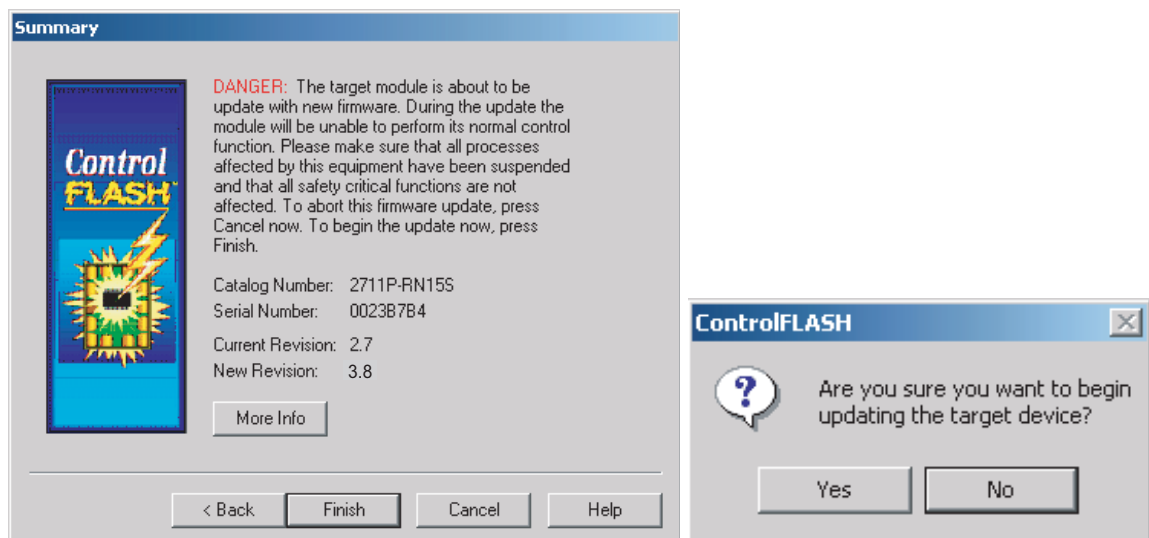 Summary
Control
FLASH
DANGER: The target module is about to be
update with new firmware. During the update the
module will be unable to perform its normal control
function. Please make sure that all processes
affected by this equipment have been suspended
and that all safety critical functions are not
affected. To abort this firmware update, press
Cancel now. To begin the update now, press
Finish.
Catalog Number: 2711P-RN15S
Serial Number: 0023B7B4
Current Revision: 2.7
New Revision: 3.8
More Info
< Back Finish Cancel Help
ControlFLASH
Are you sure you want to begin
updating the target device?
Yes No